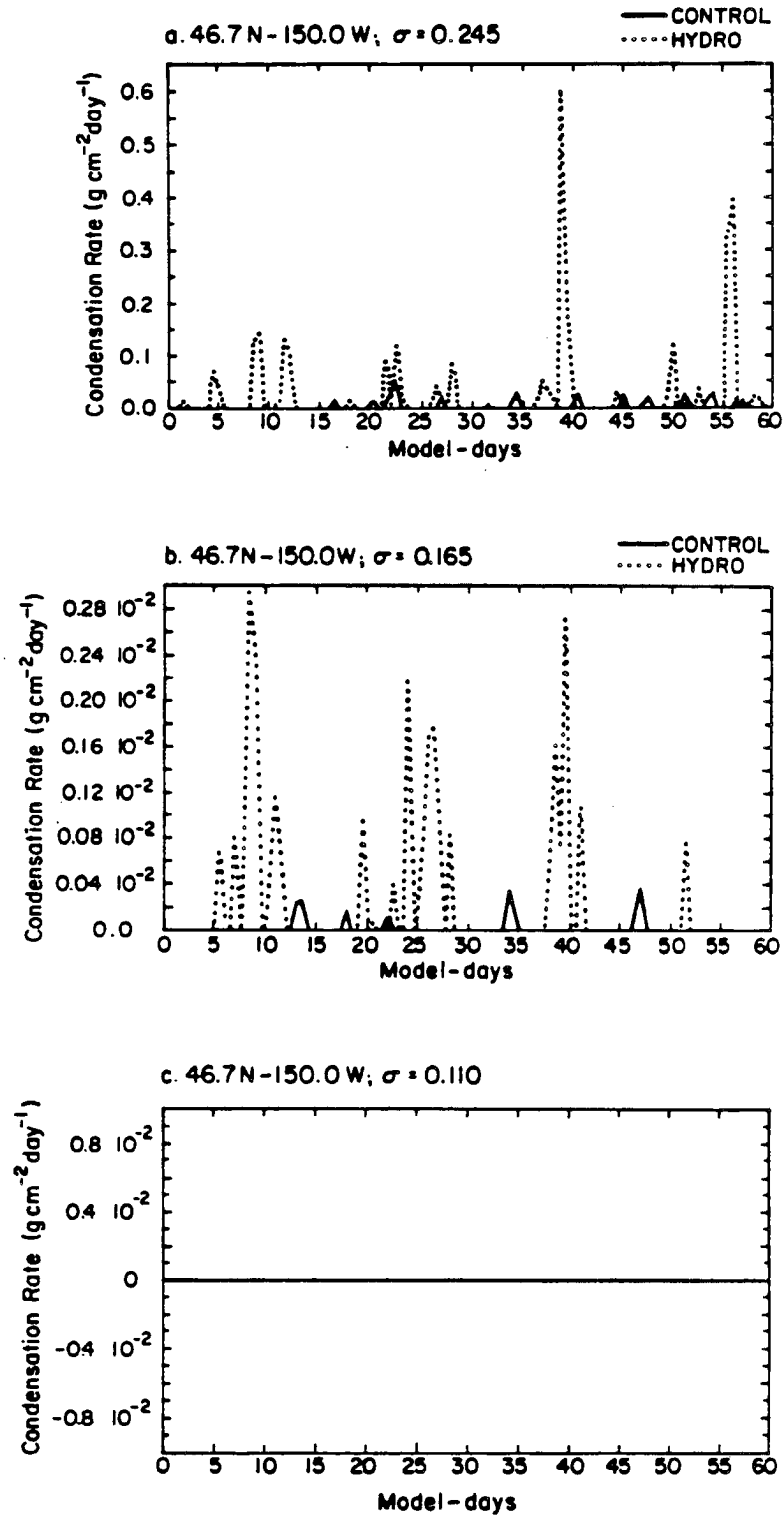 CONTROL
HYDRO
a. 46.7 N - 150.0 W; σ = 0.245
Condensation Rate (g cm⁻² day⁻¹)
0.6
0.5
0.4
0.3
0.2
0.1
0.0
0 5 10 15 20 25 30 35 40 45 50 55 60
Model-days
CONTROL
HYDRO
b. 46.7N - 150.0W; σ = 0.165
Condensation Rate (g cm⁻² day⁻¹)
0.28 10⁻²
0.24 10⁻²
0.20 10⁻²
0.16 10⁻²
0.12 10⁻²
0.08 10⁻²
0.04 10⁻²
0.0
0 5 10 15 20 25 30 35 40 45 50 55 60
Model-days
c. 46.7N - 150.0 W; σ = 0.110
Condensation Rate (g cm⁻² day⁻¹)
0.8 10⁻²
0.4 10⁻²
0
-0.4 10⁻²
-0.8 10⁻²
0 5 10 15 20 25 30 35 40 45 50 55 60
Model-days